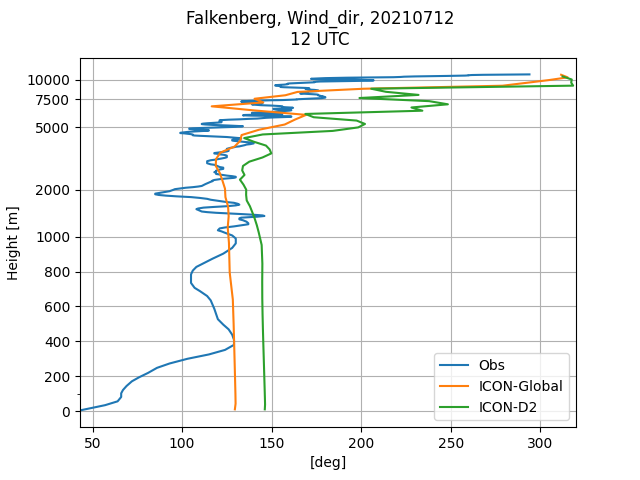 Falkenberg, Wind_dir, 20210712
12 UTC
10000
7500
5000
2000
1000
800
600
400
200
0
Height [m]
50
100
150
200
250
300
[deg]
Obs
ICON-Global
ICON-D2